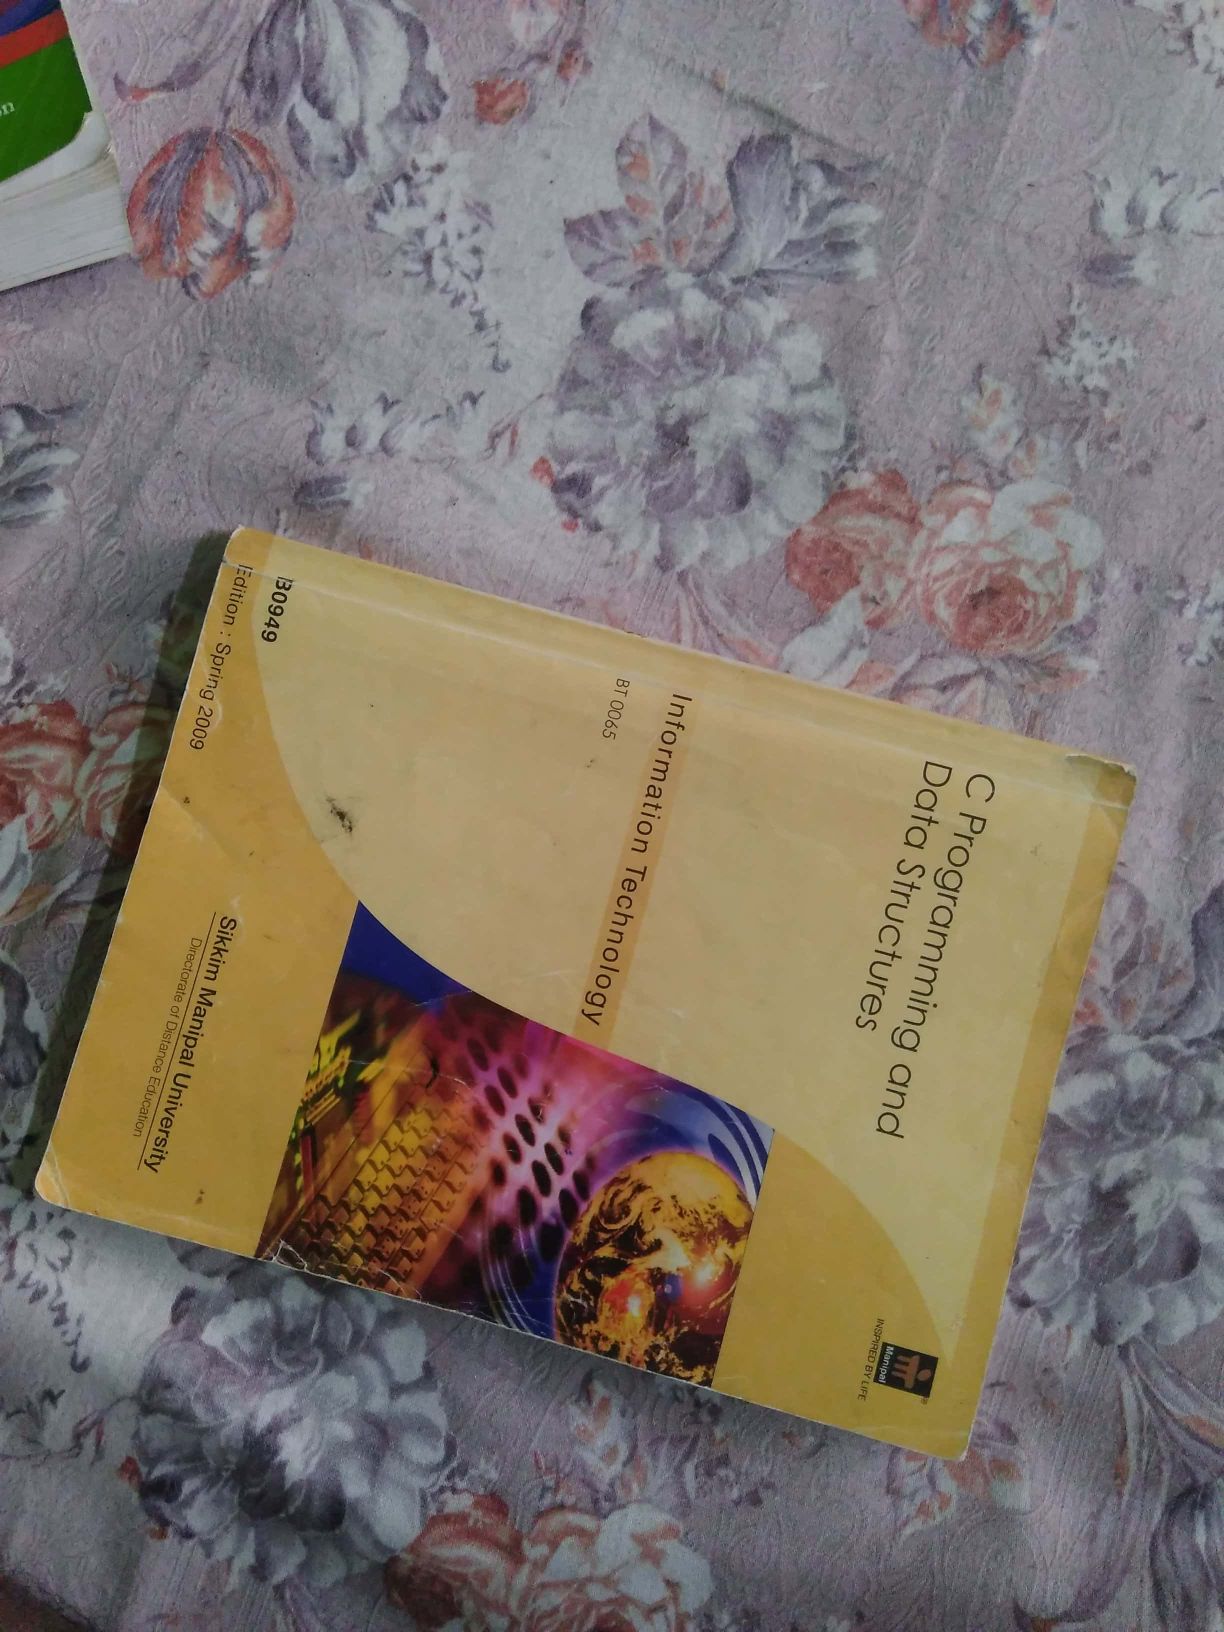 C Programming and
Data Structures
Manipal
INSPIRED BY LIFE
Information Technology
BT 0065
B0949
Edition : Spring 2009
Sikkim Manipal University
Directorate of Distance Education
on